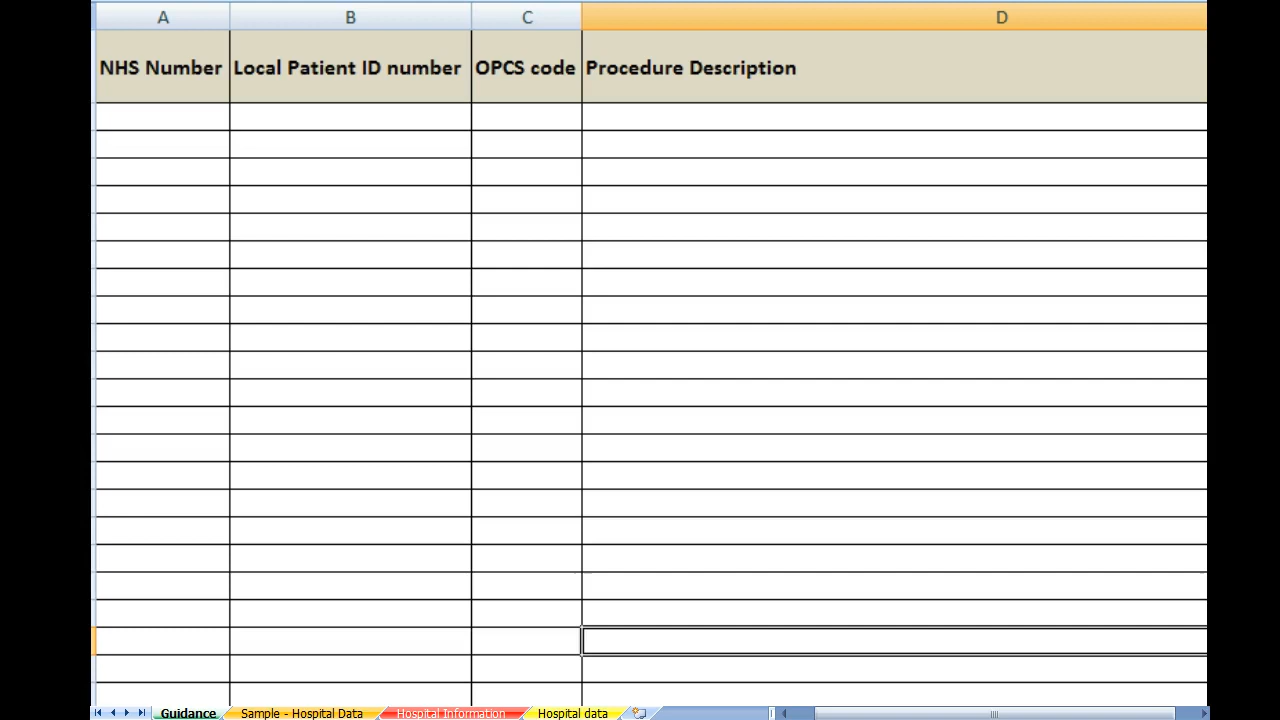 A B C D
NHS Number Local Patient ID number OPCS code Procedure Description
Guidance Sample - Hospital Data Hospital Information Hospital data